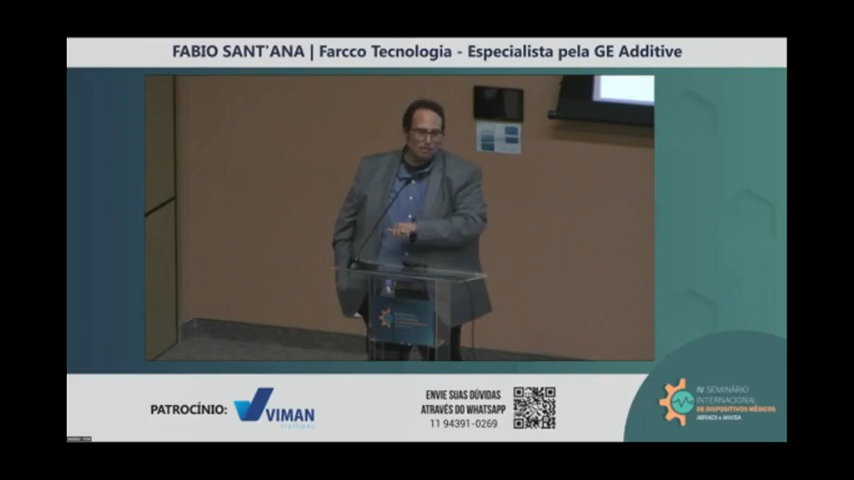 FABIO SANT'ANA | Farcco Tecnologia - Especialista pela GE Additive
PATROCÍNIO:
VIMAN
SISTEMAS
ENVIE SUAS DÚVIDAS
ATRAVÉS DO WHATSAPP
11 94391-0269
IV SEMINÁRIO
INTERNACIONAL
DE DISPOSITIVOS MÉDICOS